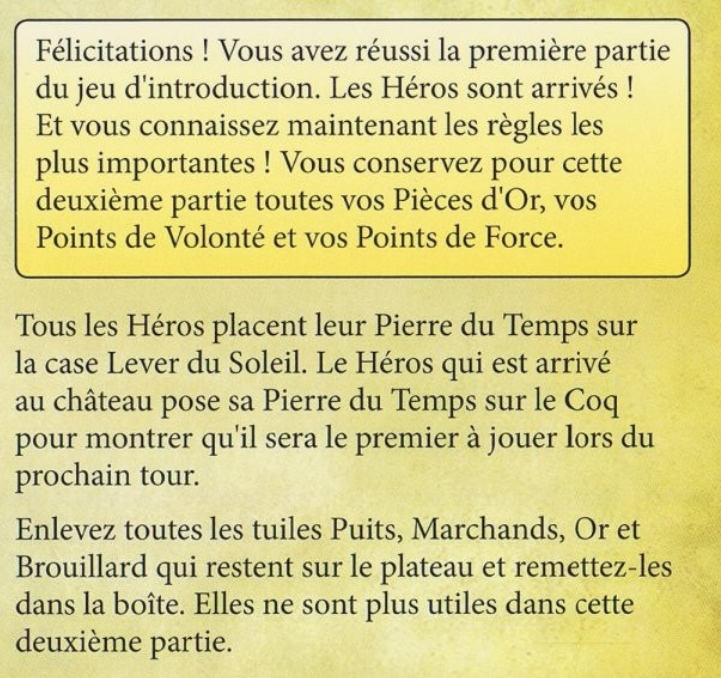 Félicitations ! Vous avez réussi la première partie
du jeu d'introduction. Les Héros sont arrivés !
Et vous connaissez maintenant les règles les
plus importantes ! Vous conservez pour cette
deuxième partie toutes vos Pièces d'Or, vos
Points de Volonté et vos Points de Force.
Tous les Héros placent leur Pierre du Temps sur
la case Lever du Soleil. Le Héros qui est arrivé
au château pose sa Pierre du Temps sur le Coq
pour montrer qu'il sera le premier à jouer lors du
prochain tour.
Enlevez toutes les tuiles Puits, Marchands, Or et
Brouillard qui restent sur le plateau et remettez-les
dans la boîte. Elles ne sont plus utiles dans cette
deuxième partie.